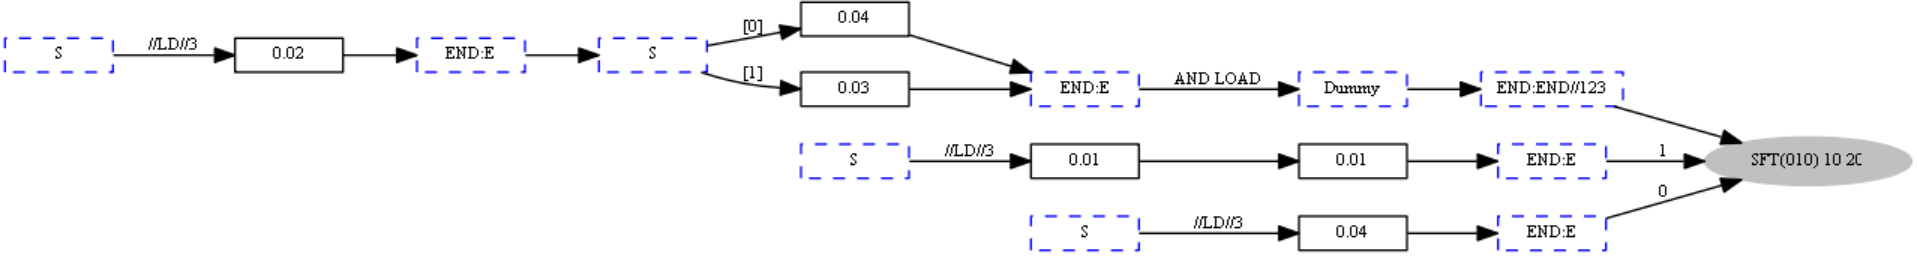 S
//LD//3
0.02
END:E
S
[0]
0.04
[1]
0.03
END:E
AND LOAD
Dummy
END:END//123
S
//LD//3
0.01
0.01
END:E
1
SFT(010) 10 20
S
//LD//3
0.04
END:E
0